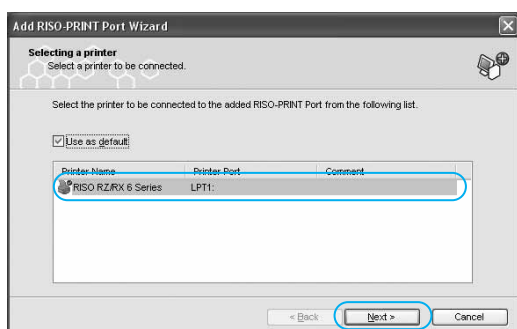 Add RISO-PRINT Port Wizard
Selecting a printer
Select a printer to be connected.
Select the printer to be connected to the added RISO-PRINT Port from the following list.
Use as default
Printer Name Printer Port Comment
RISO RZ/RX 6 Series LPT1:
< Back Next > Cancel